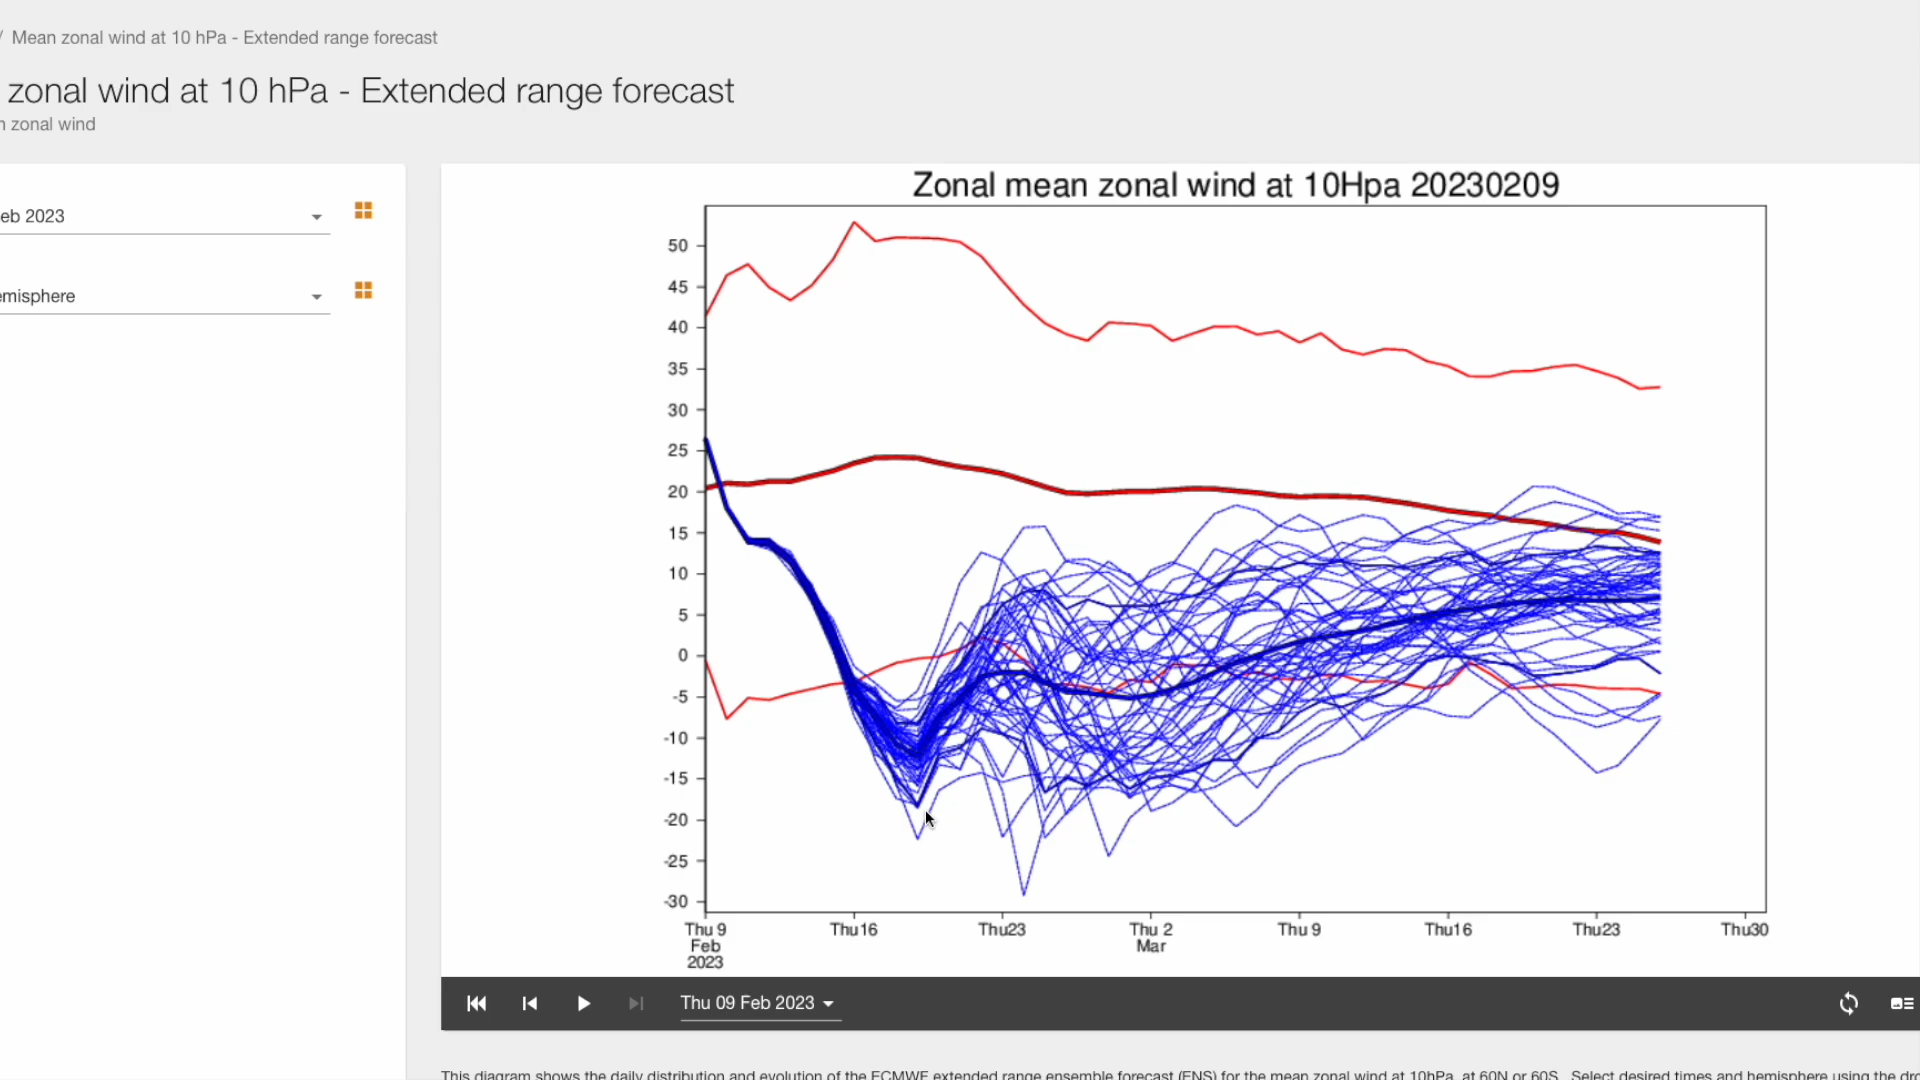 / Mean zonal wind at 10 hPa - Extended range forecast
zonal wind at 10 hPa - Extended range forecast
zonal wind
2023
Zonal mean zonal wind at 10Hpa 20230209
50
45
40
35
30
25
20
15
10
5
0
-5
-10
-15
-20
-25
-30
Thu 9 Thu16 Thu23 Thu 2 Thu 9 Thu16 Thu23 Thu30
Feb Mar
2023
Thu 09 Feb 2023
This diagram shows the daily distribution and evolution of the ECMWF extended range ensemble forecast (ENS) for the mean zonal wind at 10hPa, at 60N or 60S. Select desired times and hemisphere using the